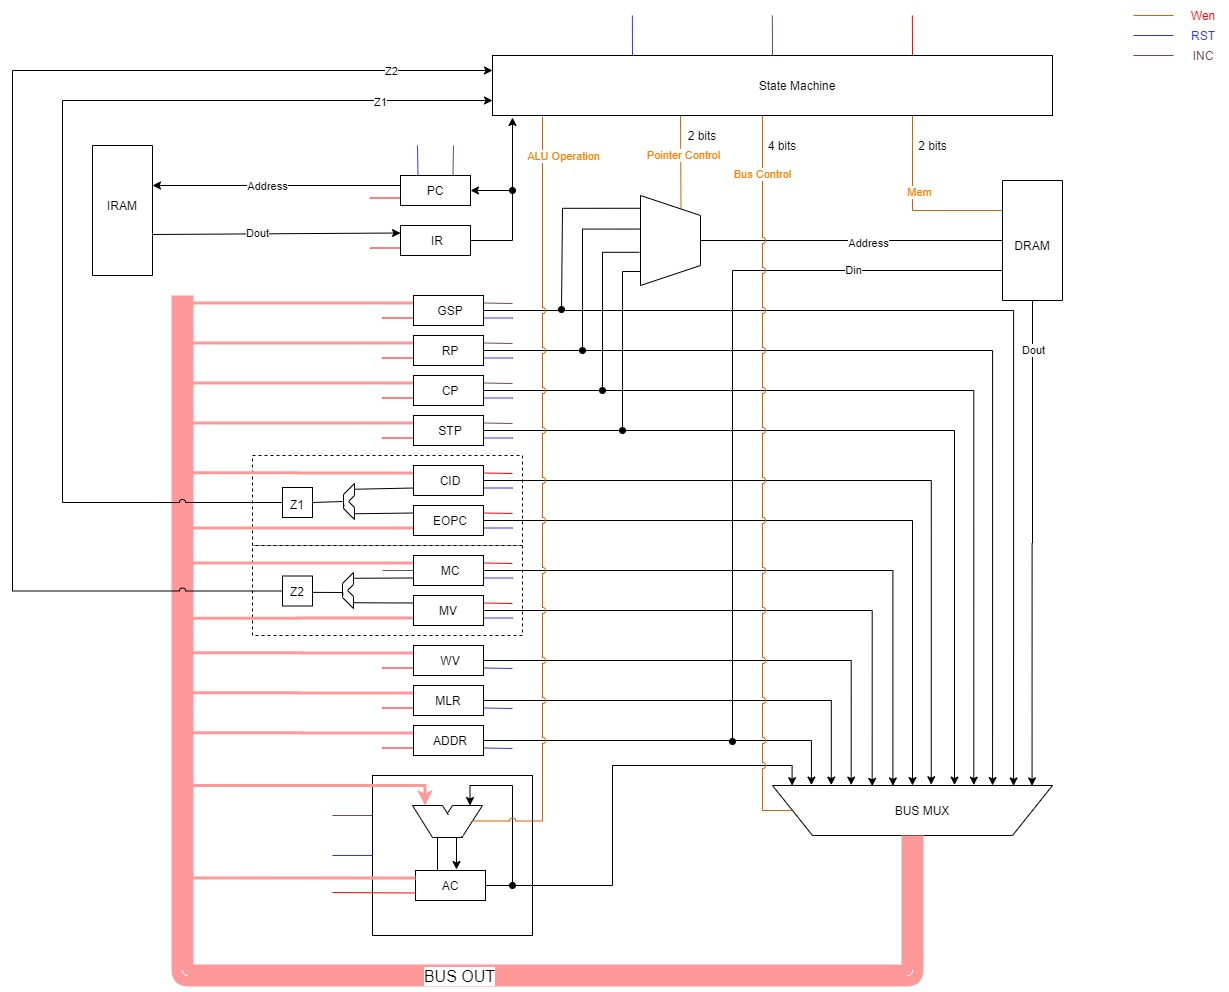 Wen
RST
INC
Z2
State Machine
Z1
2 bits
4 bits
2 bits
ALU Operation
Pointer Control
Bus Control
Mem
IRAM
Address
PC
Dout
IR
Address
DRAM
Din
GSP
RP
Dout
CP
STP
CID
Z1
EOPC
MC
Z2
MV
WV
MLR
ADDR
BUS MUX
AC
BUS OUT